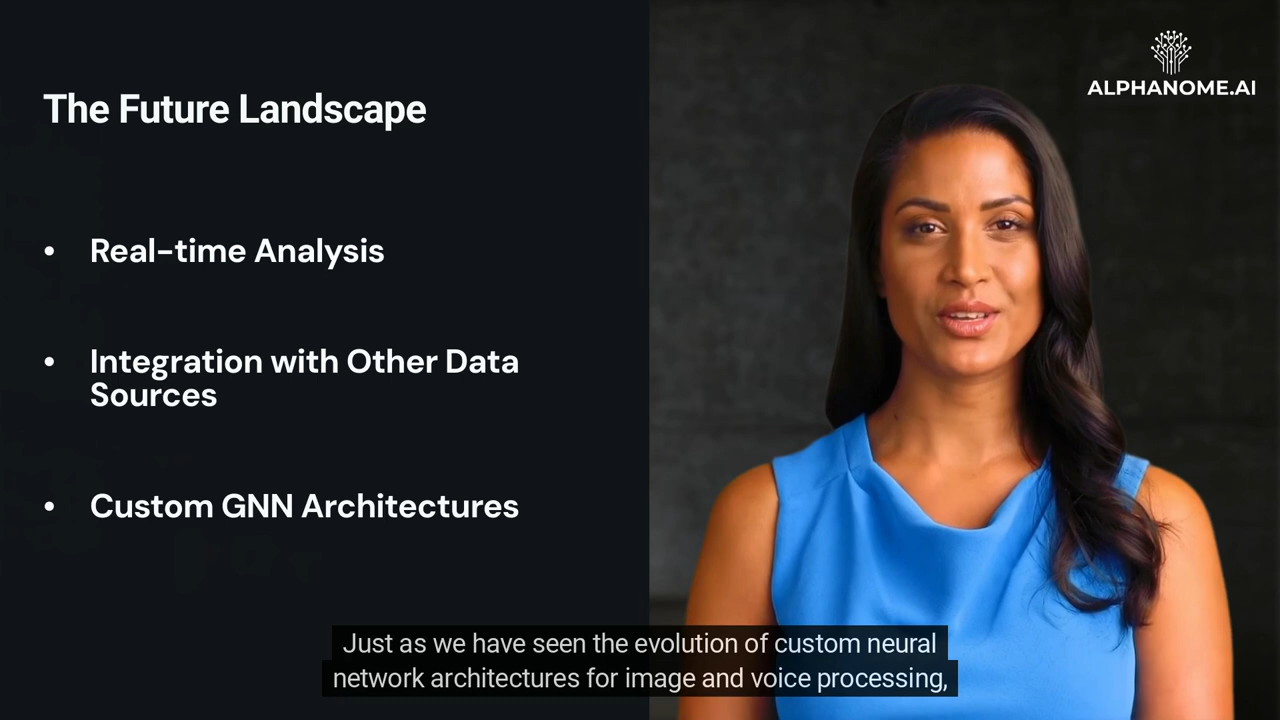 ALPHANOME.AI
The Future Landscape
• Real-time Analysis
• Integration with Other Data
Sources
• Custom GNN Architectures
Just as we have seen the evolution of custom neural
network architectures for image and voice processing,